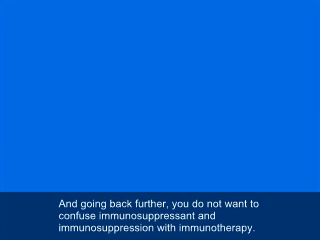 And going back further, you do not want to
confuse immunosuppressant and
immunosuppression with immunotherapy.